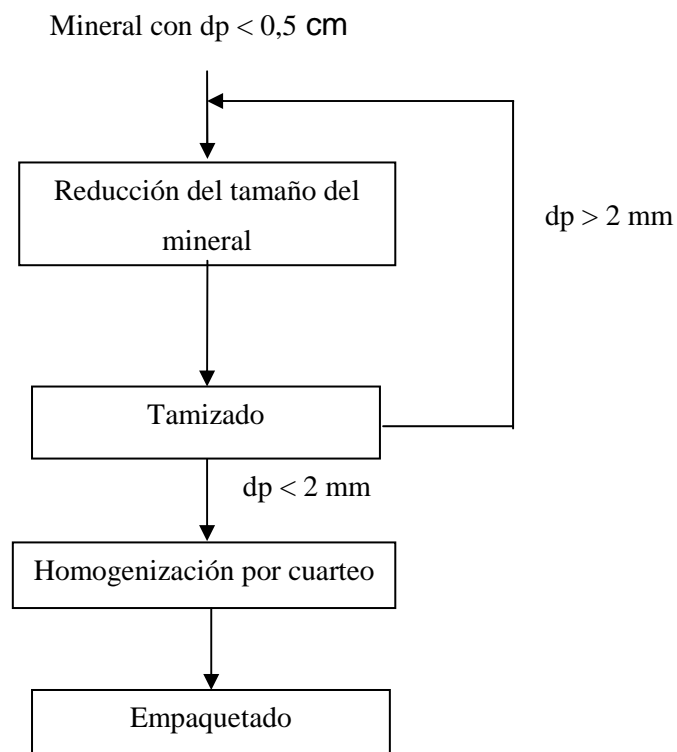 Mineral con dp < 0,5 cm
Reducción del tamaño del
mineral
dp > 2 mm
Tamizado
dp < 2 mm
Homogenización por cuarteo
Empaquetado